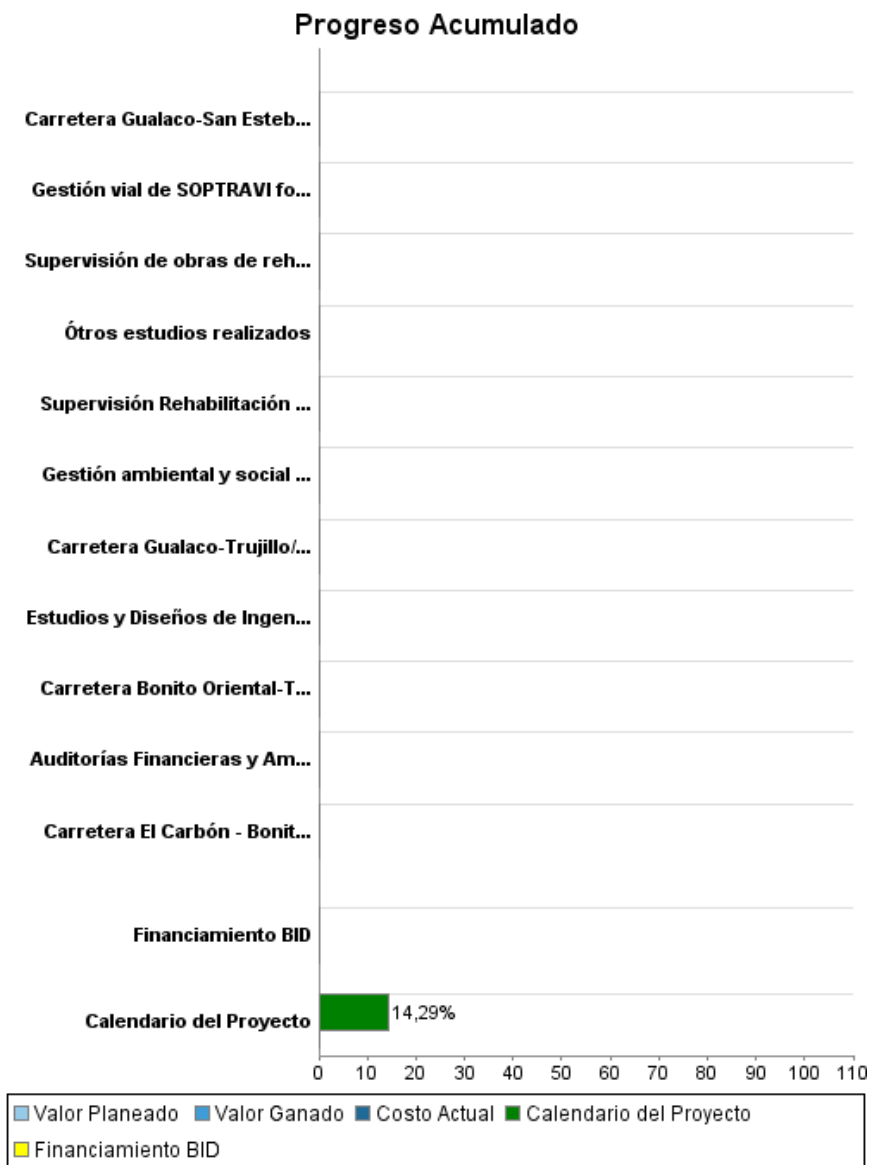 Progreso Acumulado
Carretera Gualaco-San Esteb...
Gestión vial de SOPTRAVI fo...
Supervisión de obras de reh...
Ótros estudios realizados
Supervisión Rehabilitación ...
Gestión ambiental y social ...
Carretera Gualaco-Trujillo/...
Estudios y Diseños de Ingen...
Carretera Bonito Oriental-T...
Auditorías Financieras y Am...
Carretera El Carbón - Bonit...
Financiamiento BID
Calendario del Proyecto 14,29%
0 10 20 30 40 50 60 70 80 90 100 110
Valor Planeado Valor Ganado Costo Actual Calendario del Proyecto
Financiamiento BID